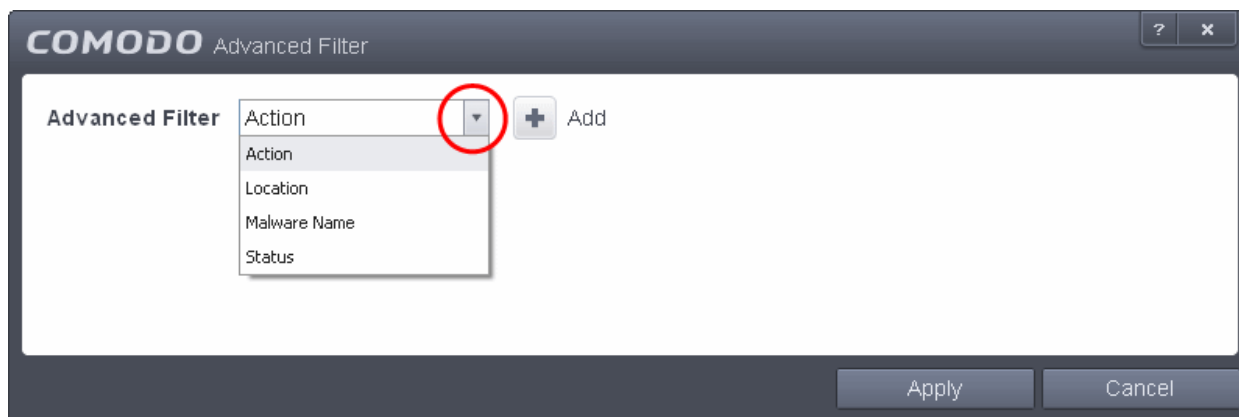 COMODO Advanced Filter
? x
Advanced Filter Action Add
Action
Location
Malware Name
Status
Apply Cancel